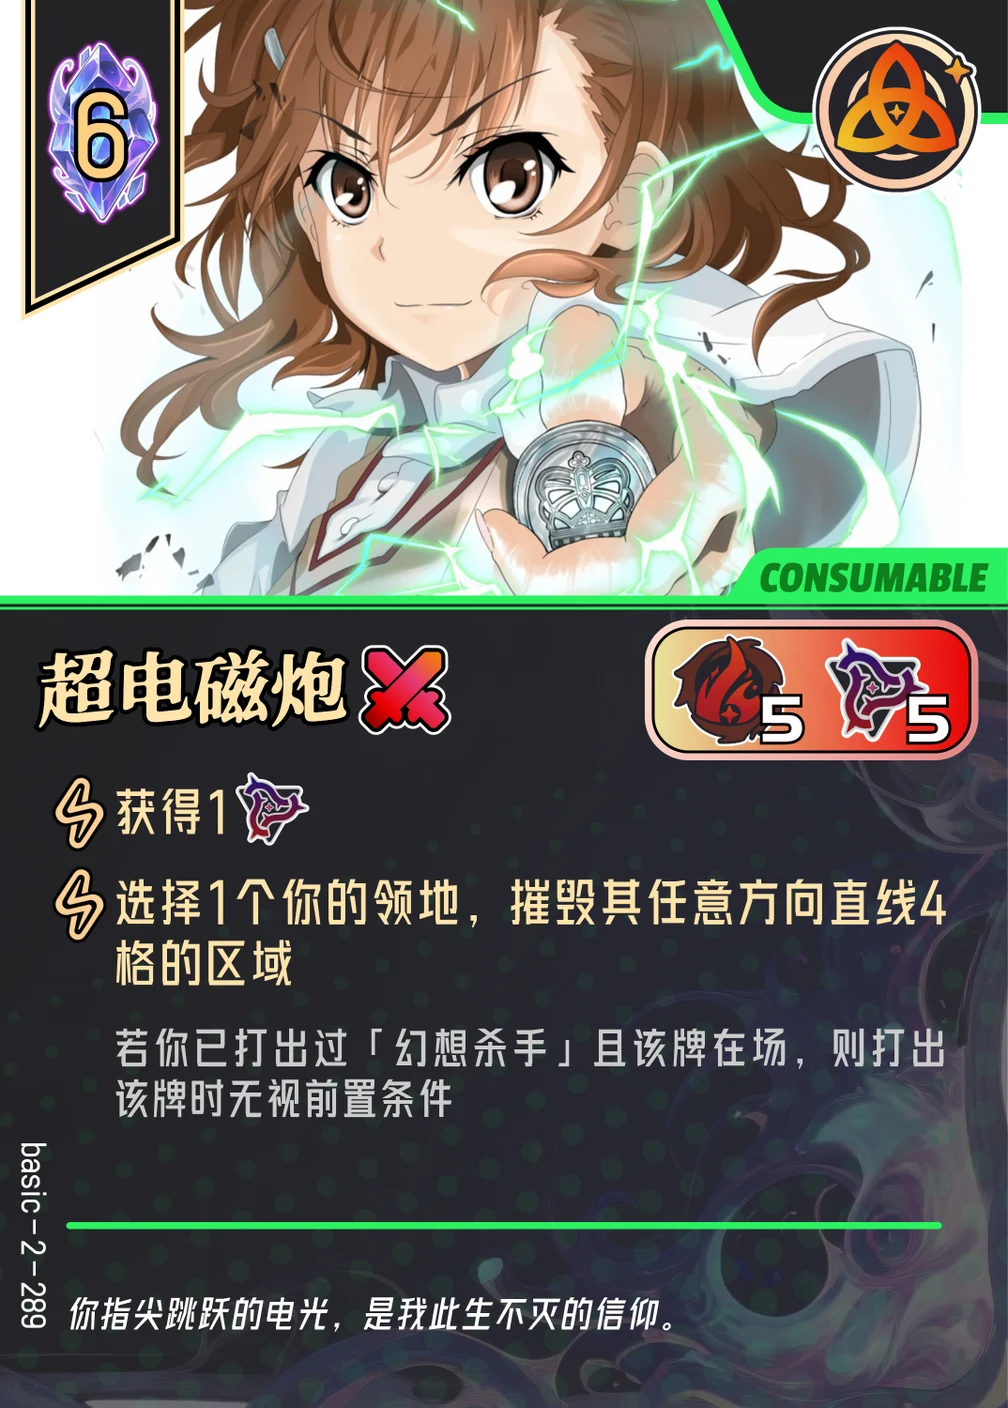 6
CONSUMABLE
超电磁炮
5 5
获得1
选择1个你的领地，摧毁其任意方向直线4
格的区域
若你已打出过「幻想杀手」且该牌在场，则打出
该牌时无视前置条件
basic-2-289
你指尖跳跃的电光，是我此生不灭的信仰。